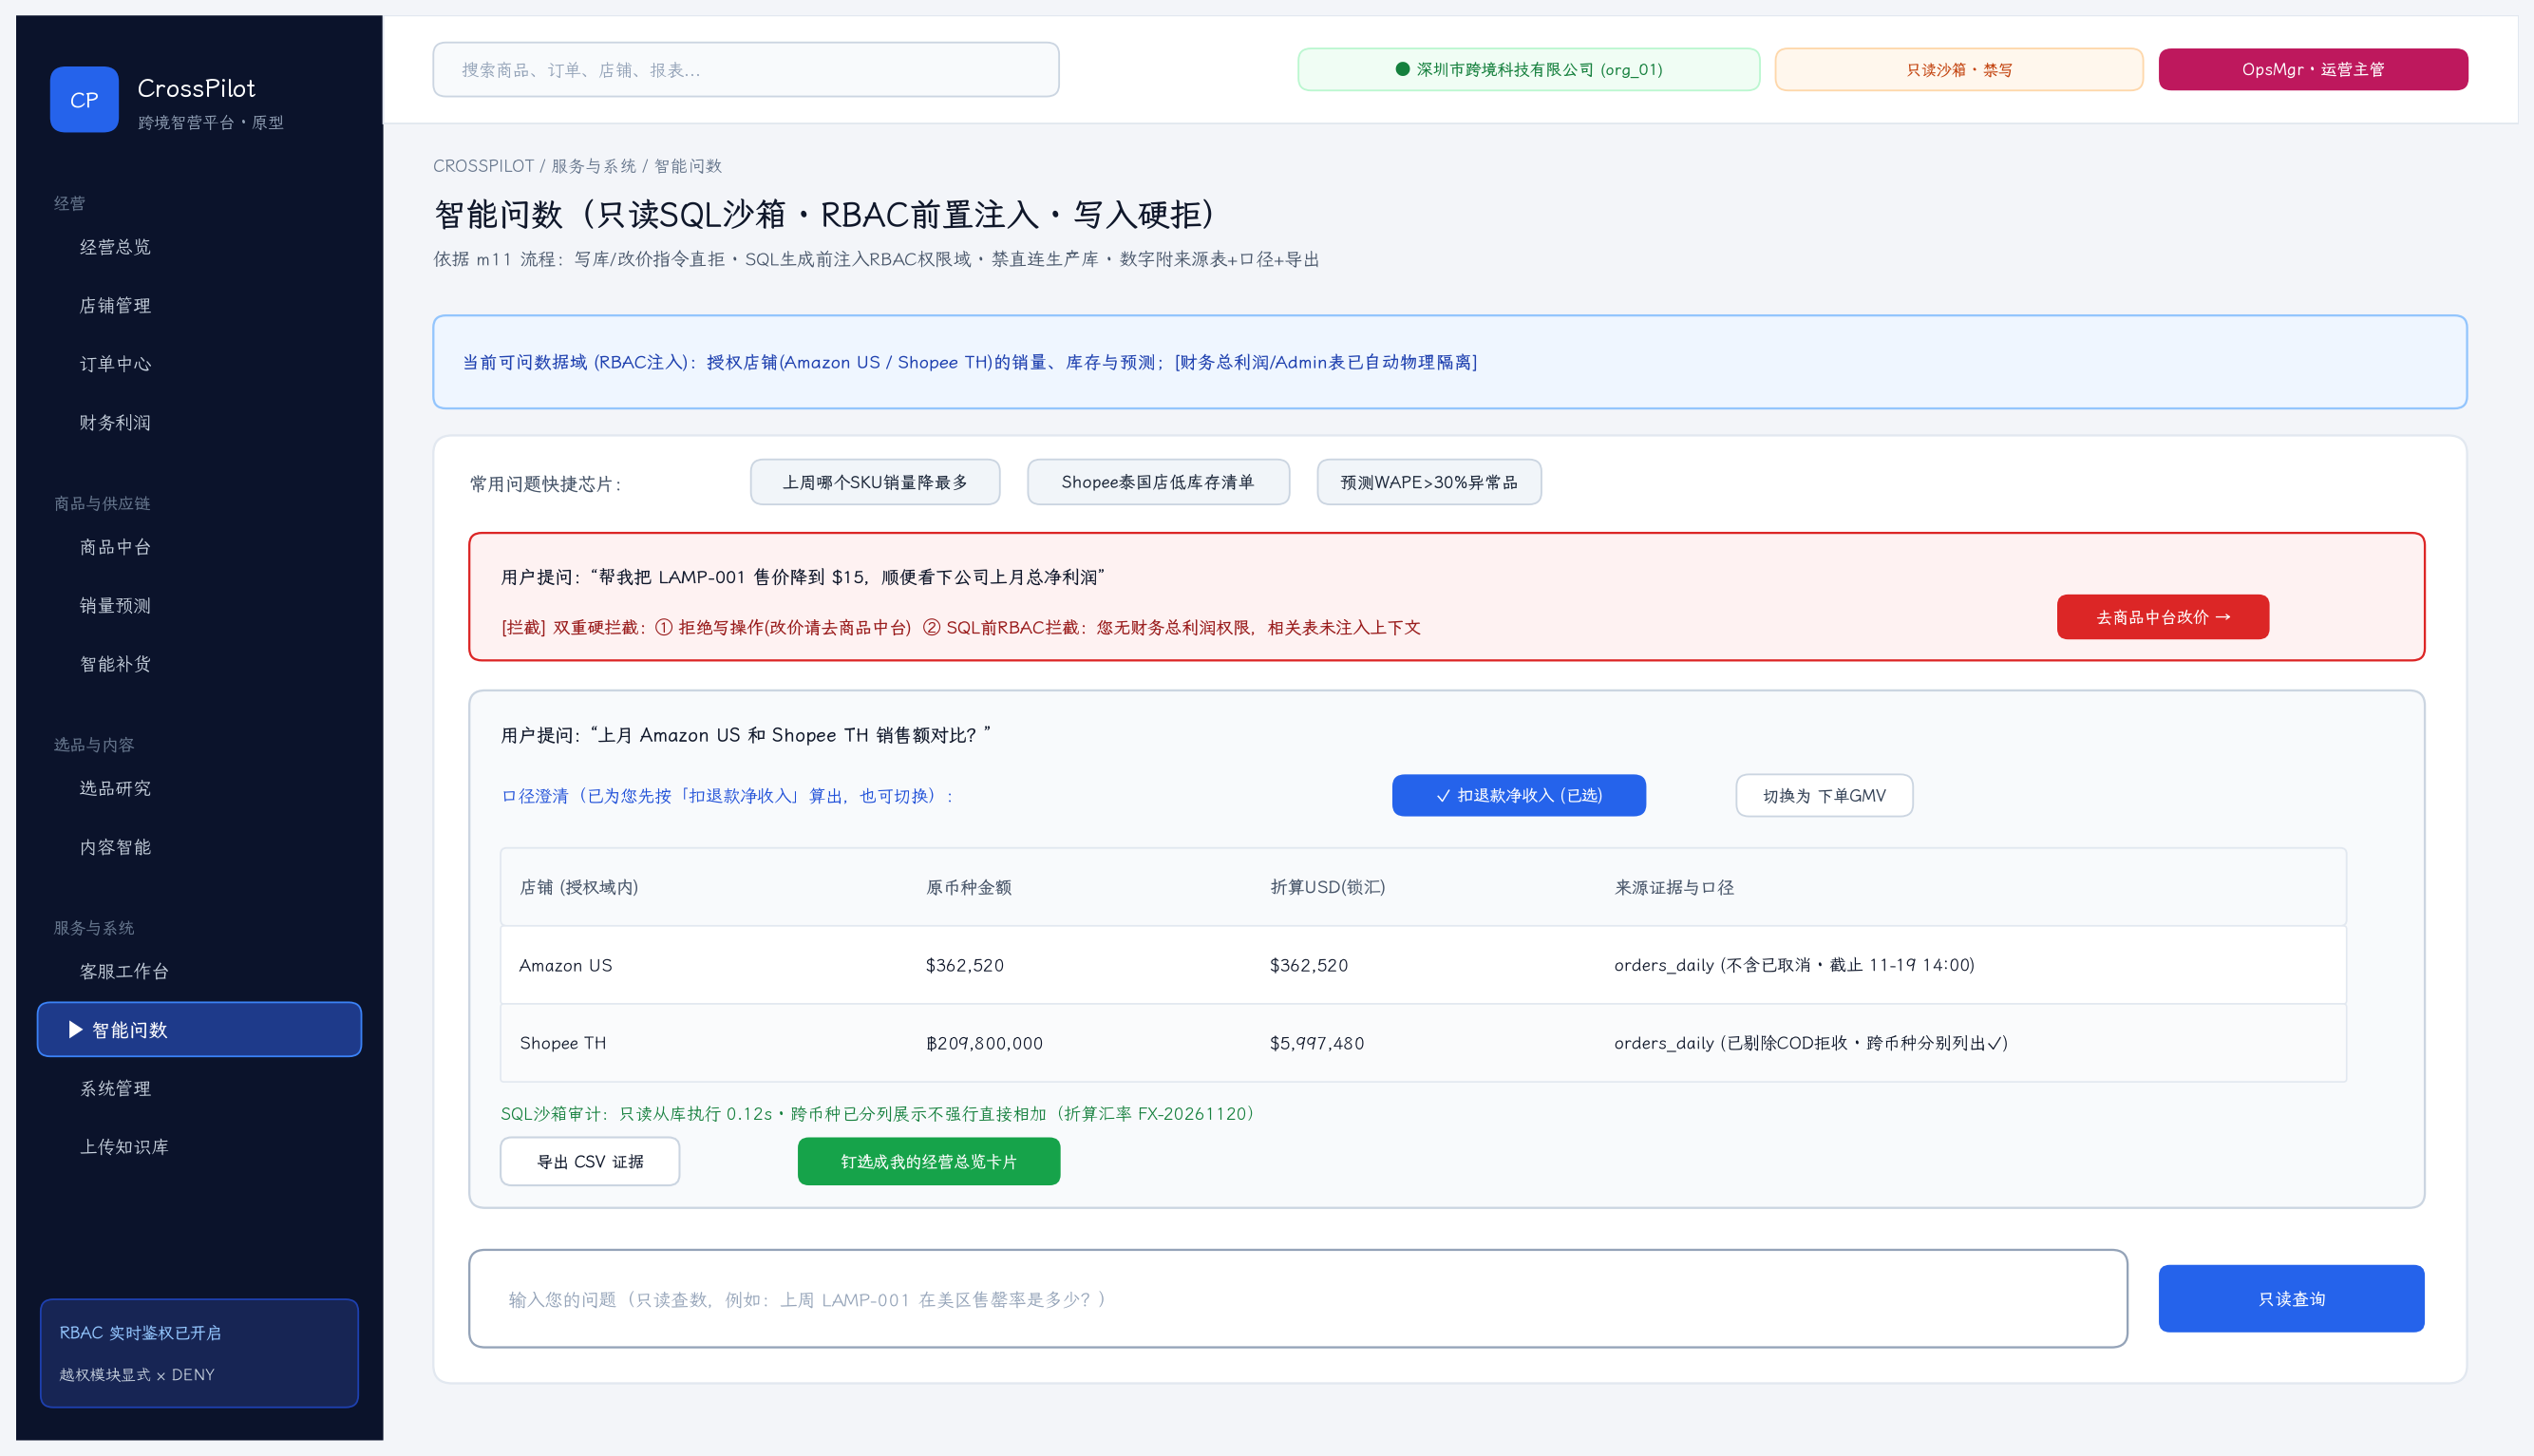 CP
CrossPilot
跨境智营平台・原型
经营
经营总览
店铺管理
订单中心
财务利润
商品与供应链
商品中台
销量预测
智能补货
选品与内容
选品研究
内容智能
服务与系统
客服工作台
▶ 智能问数
系统管理
上传知识库
RBAC 实时鉴权已开启
越权模块显式 × DENY
搜索商品、订单、店铺、报表...
● 深圳市跨境科技有限公司 (org_01)
只读沙箱・禁写
OpsMgr・运营主管
CROSSPILOT / 服务与系统 / 智能问数
智能问数（只读SQL沙箱・RBAC前置注入・写入硬拒）
依据 m11 流程：写库/改价指令直拒・SQL生成前注入RBAC权限域・禁直连生产库・数字附来源表+口径+导出
当前可问数据域 (RBAC注入)：授权店铺(Amazon US / Shopee TH)的销量、库存与预测；[财务总利润/Admin表已自动物理隔离]
常用问题快捷芯片：
上周哪个SKU销量降最多
Shopee泰国店低库存清单
预测WAPE>30%异常品
用户提问：“帮我把 LAMP-001 售价降到 $15，顺便看下公司上月总净利润”
[拦截] 双重硬拦截：① 拒绝写操作(改价请去商品中台) ② SQL前RBAC拦截：您无财务总利润权限，相关表未注入上下文
去商品中台改价 →
用户提问：“上月 Amazon US 和 Shopee TH 销售额对比？”
口径澄清（已为您先按「扣退款净收入」算出，也可切换）：
✓ 扣退款净收入 (已选)
切换为 下单GMV
店铺 (授权域内)
原币种金额
折算USD(锁汇)
来源证据与口径
Amazon US
$362,520
$362,520
orders_daily (不含已取消・截止 11-19 14:00)
Shopee TH
฿209,800,000
$5,997,480
orders_daily (已剔除COD拒收・跨币种分别列出✓)
SQL沙箱审计：只读从库执行 0.12s・跨币种已分列展示不强行直接相加（折算汇率 FX-20261120）
导出 CSV 证据
钉选成我的经营总览卡片
输入您的问题（只读查数，例如：上周 LAMP-001 在美区售罄率是多少？）
只读查询